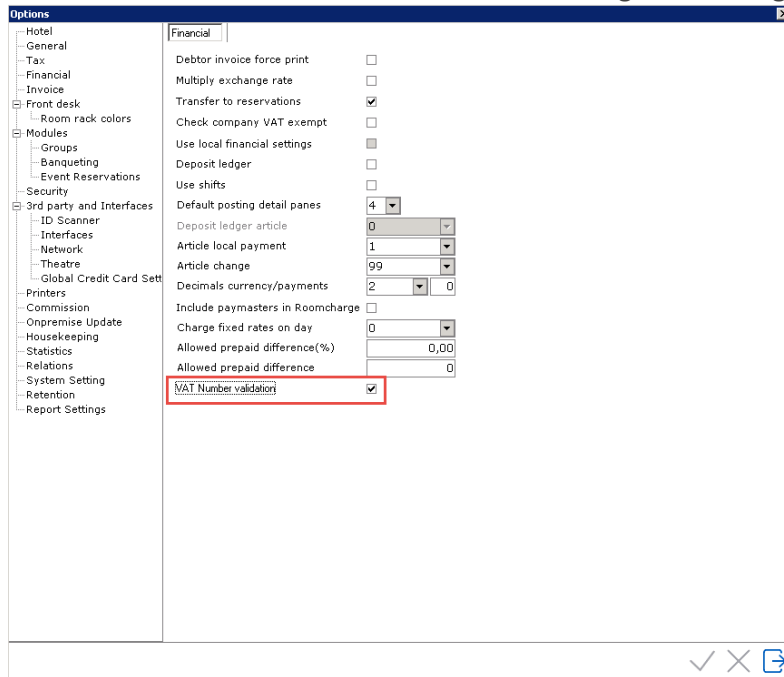 Options
Hotel
General
Tax
Financial
Invoice
Front desk
Room rack colors
Modules
Groups
Banqueting
Event Reservations
Security
3rd party and Interfaces
ID Scanner
Interfaces
Network
Theatre
Global Credit Card Sett
Printers
Commission
Onpremise Update
Housekeeping
Statistics
Relations
System Setting
Retention
Report Settings
Financial
Debtor invoice force print
Multiply exchange rate
Transfer to reservations
Check company VAT exempt
Use local financial settings
Deposit ledger
Use shifts
Default posting detail panes 4
Deposit ledger article 0
Article local payment 1
Article change 99
Decimals currency/payments 2 0
Include paymasters in Roomcharge
Charge fixed rates on day 0
Allowed prepaid difference(%) 0,00
Allowed prepaid difference 0
VAT Number validation